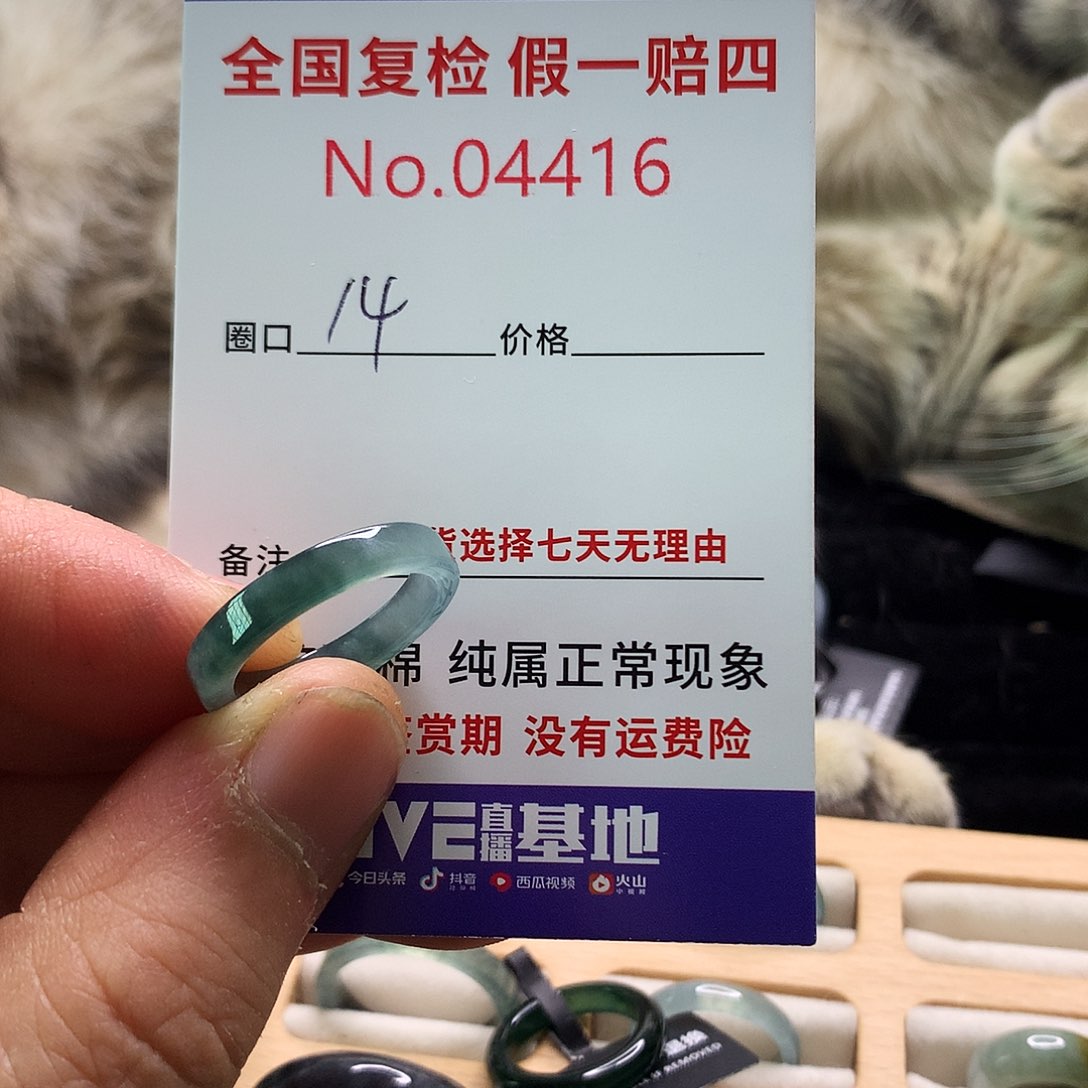 全国复检 假一赔四
No.04416
圈口 14 价格
备注 选择七天无理由
棉 纯属正常现象
赏期 没有运费险
直播基地
今日头条 抖音 西瓜视频 火山